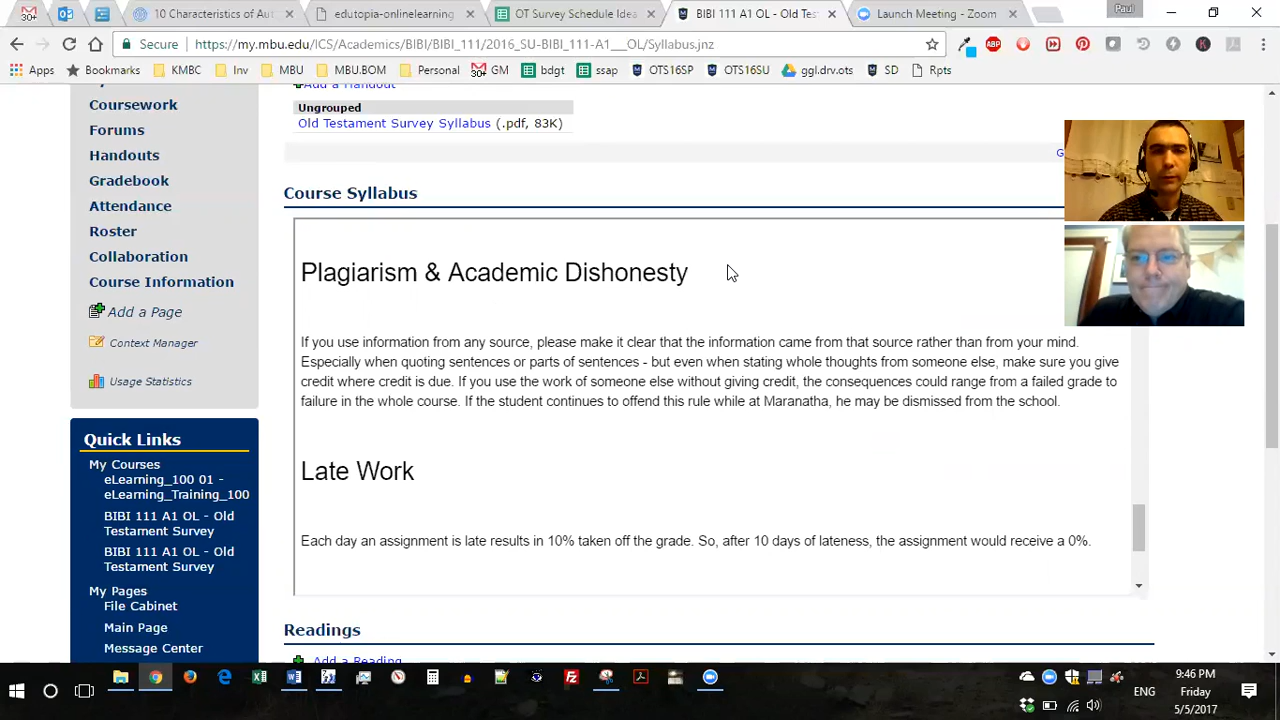 10 Characteristics of Au
edutopia-onlinelearning
OT Survey Schedule Idea
BIBI 111 A1 OL - Old Tes
Launch Meeting - Zoom
Paul
Secure
https://my.mbu.edu/ICS/Academics/BIBI/BIBI_111/2016_SU-BIBI_111-A1___OL/Syllabus.jnz
ABP
Apps
Bookmarks
KMBC
Inv
MBU
MBU.BOM
Personal
GM
bdgt
ssap
OTS16SP
OTS16SU
ggl.drv.ots
SD
Rpts
Coursework
Forums
Handouts
Gradebook
Attendance
Roster
Collaboration
Course Information
Add a Page
Context Manager
Usage Statistics
Quick Links
My Courses
eLearning_100 01 -
eLearning_Training_100
BIBI 111 A1 OL - Old
Testament Survey
BIBI 111 A1 OL - Old
Testament Survey
My Pages
File Cabinet
Main Page
Message Center
Add a Handout
Ungrouped
Old Testament Survey Syllabus (.pdf, 83K)
Course Syllabus
Plagiarism & Academic Dishonesty
If you use information from any source, please make it clear that the information came from that source rather than from your mind.
Especially when quoting sentences or parts of sentences - but even when stating whole thoughts from someone else, make sure you give
credit where credit is due. If you use the work of someone else without giving credit, the consequences could range from a failed grade to
failure in the whole course. If the student continues to offend this rule while at Maranatha, he may be dismissed from the school.
Late Work
Each day an assignment is late results in 10% taken off the grade. So, after 10 days of lateness, the assignment would receive a 0%.
Readings
Add a Reading
ENG
9:46 PM
Friday
5/5/2017